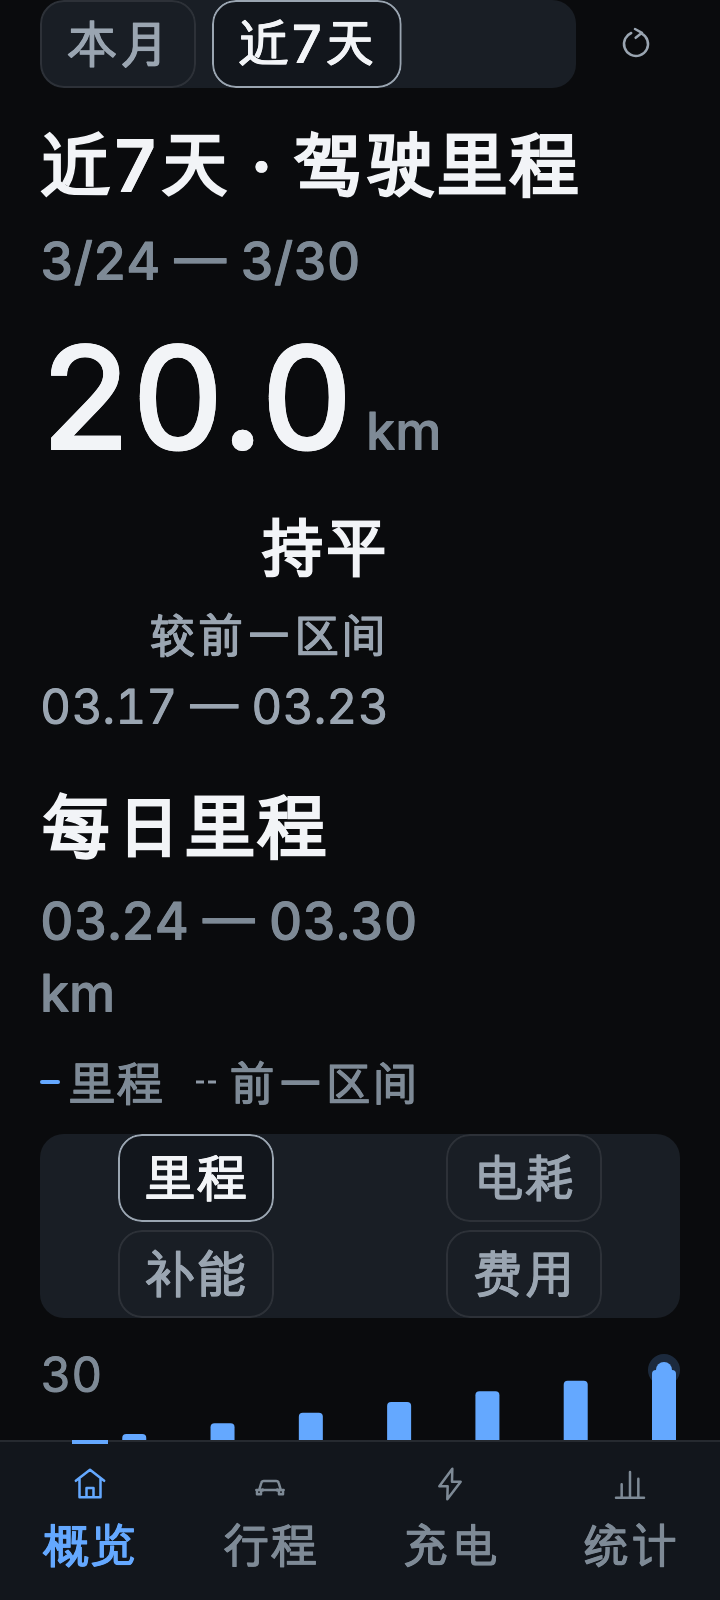 本月 近7天
近7天 · 驾驶里程
3/24 — 3/30
20.0 km
持平
较前一区间
03.17 — 03.23
每日里程
03.24 — 03.30
km
里程 前一区间
里程 电耗
补能 费用
30
概览 行程 充电 统计